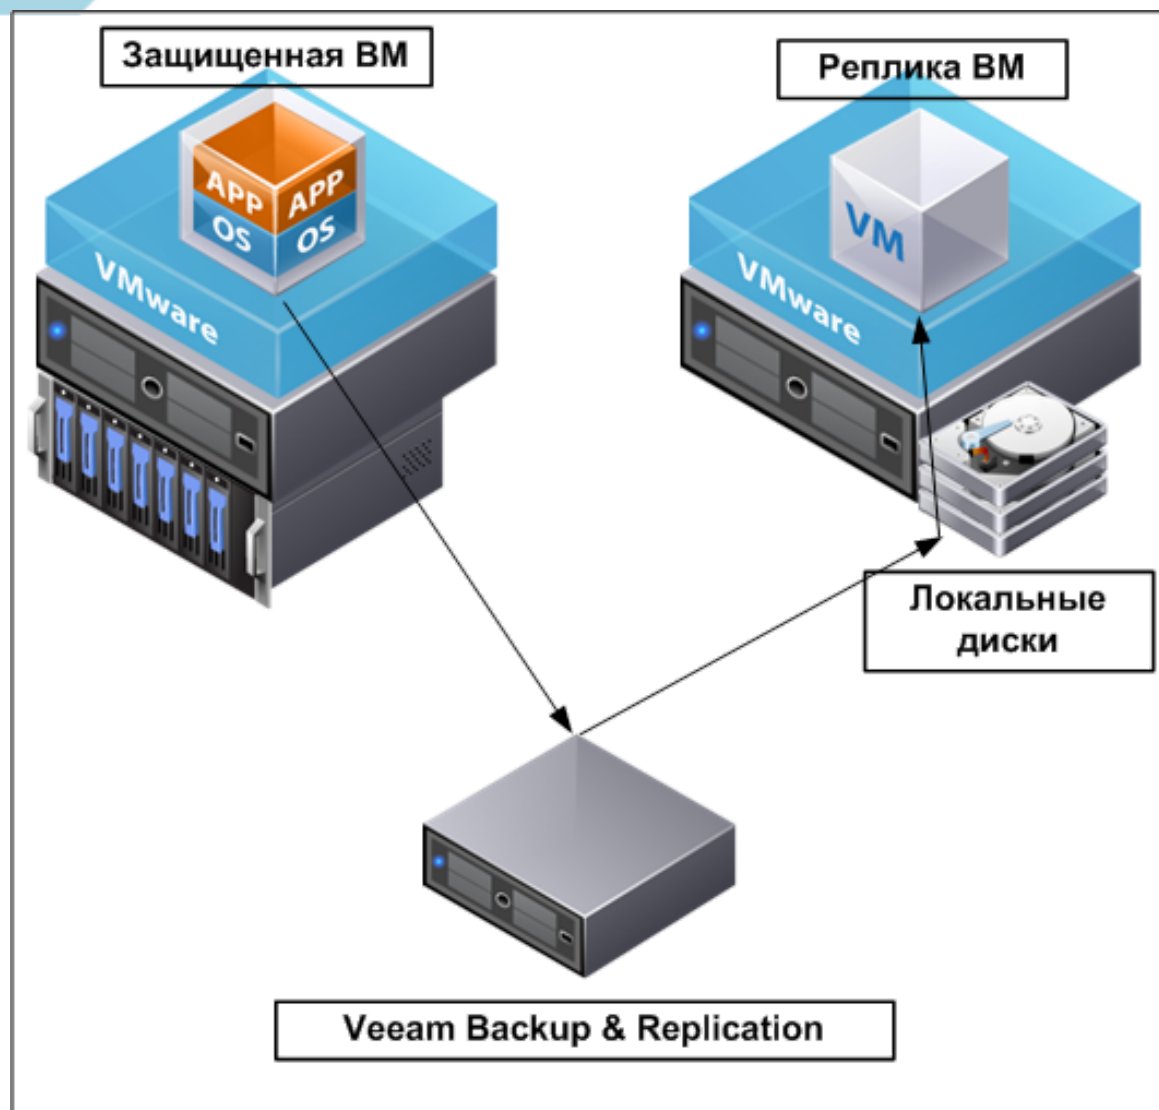 Защищенная ВМ
Реплика ВМ
APP APP
OS OS
VMware
VM
VMware
Локальные
диски
Veeam Backup & Replication